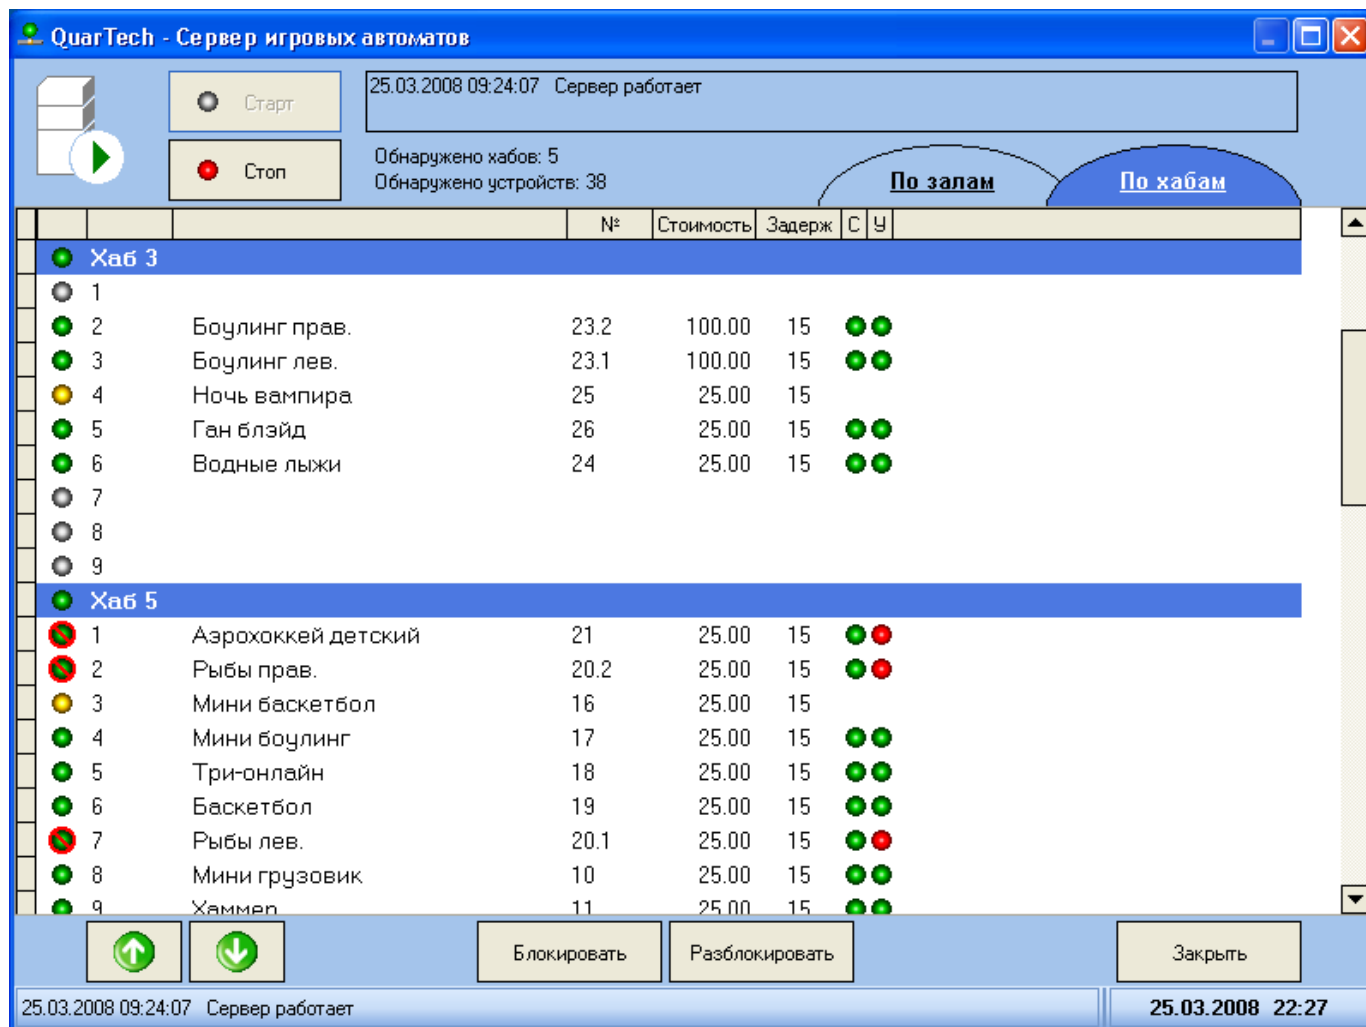 QuarTech - Сервер игровых автоматов
Старт
25.03.2008 09:24:07 Сервер работает
Стоп
Обнаружено хабов: 5
Обнаружено устройств: 38
По залам
По хабам
№ Стоимость Задерж С У
Хаб 3
1
2 Боулинг прав. 23.2 100.00 15
3 Боулинг лев. 23.1 100.00 15
4 Ночь вампира 25 25.00 15
5 Ган блэйд 26 25.00 15
6 Водные лыжи 24 25.00 15
7
8
9
Хаб 5
1 Аэрохоккей детский 21 25.00 15
2 Рыбы прав. 20.2 25.00 15
3 Мини баскетбол 16 25.00 15
4 Мини боулинг 17 25.00 15
5 Три-онлайн 18 25.00 15
6 Баскетбол 19 25.00 15
7 Рыбы лев. 20.1 25.00 15
8 Мини грузовик 10 25.00 15
9 Хаммер 11 25.00 15
Блокировать
Разблокировать
Закрыть
25.03.2008 09:24:07 Сервер работает
25.03.2008 22:27